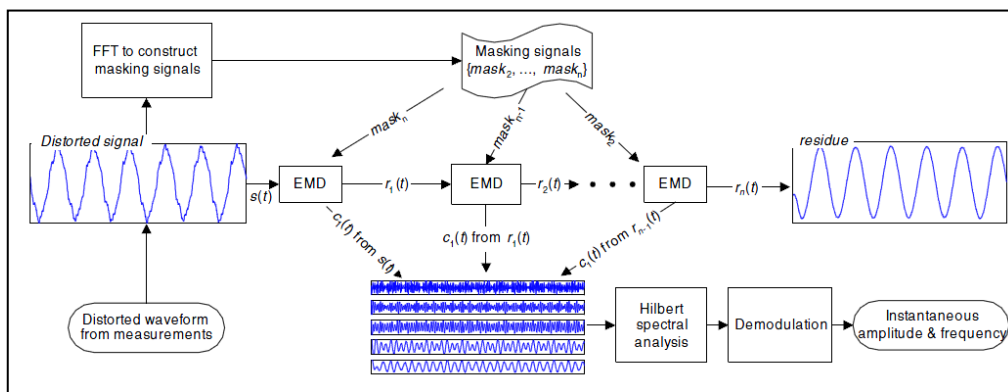 FFT to construct
masking signals
Masking signals
{mask₂, ..., maskₙ}
maskₙ
maskₙ₋₁
mask₂
Distorted signal
residue
s(t)
EMD
r₁(t)
EMD
r₂(t)
• • •
EMD
rₙ(t)
c₁(t) from s(t)
c₁(t) from r₁(t)
c₁(t) from rₙ₋₁(t)
Distorted waveform
from measurements
Hilbert
spectral
analysis
Demodulation
Instantaneous
amplitude & frequency